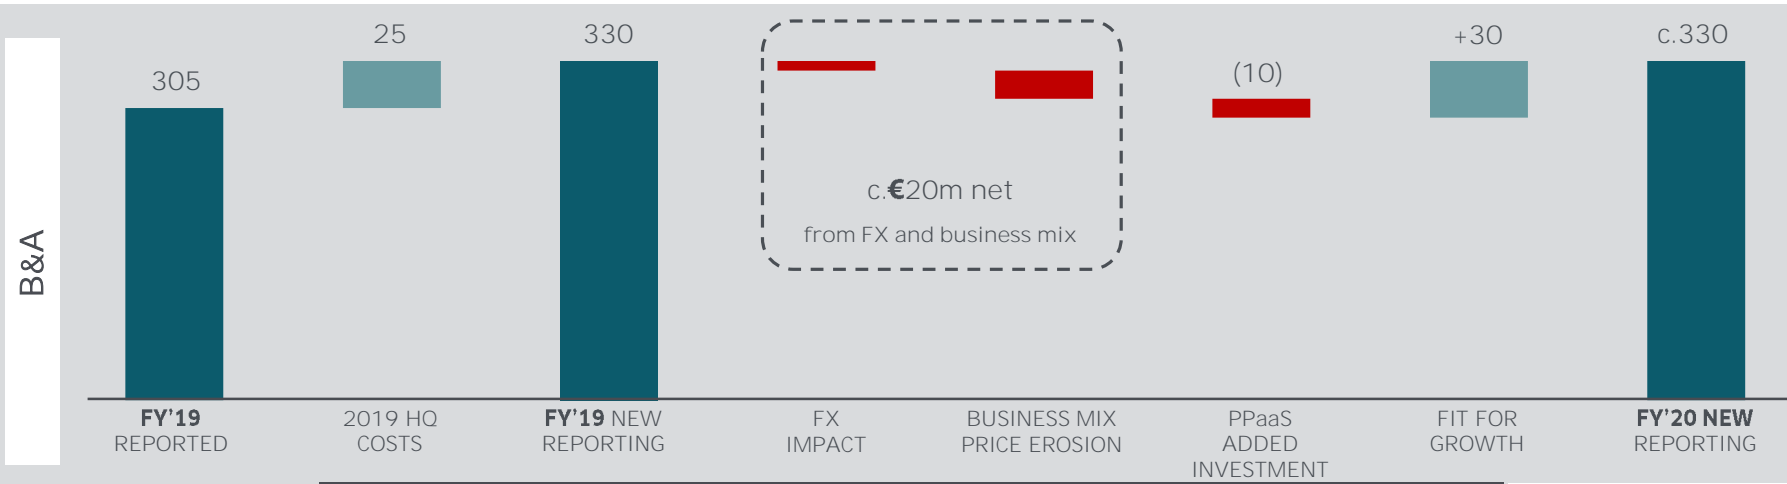 B&A
305
25
330
(10)
+30
c.330
c.€20m net
from FX and business mix
FY'19
REPORTED
2019 HQ
COSTS
FY'19 NEW
REPORTING
FX
IMPACT
BUSINESS MIX
PRICE EROSION
PPaaS
ADDED
INVESTMENT
FIT FOR
GROWTH
FY'20 NEW
REPORTING